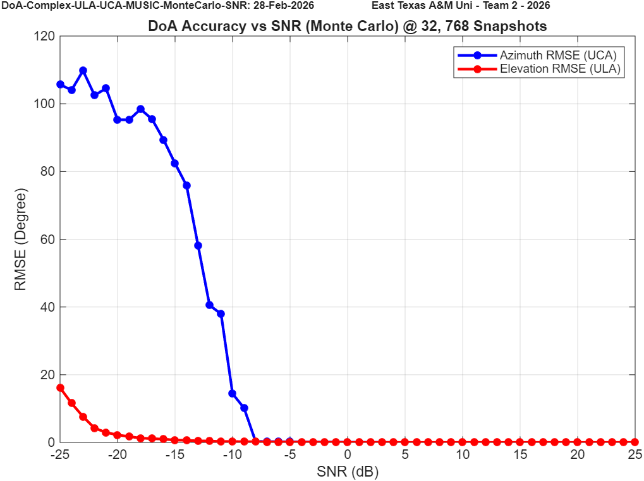 DoA-Complex-ULA-UCA-MUSIC-MonteCarlo-SNR: 28-Feb-2026 East Texas A&M Uni - Team 2 - 2026
DoA Accuracy vs SNR (Monte Carlo) @ 32, 768 Snapshots
120
100
80
60
40
20
0
RMSE (Degree)
Azimuth RMSE (UCA)
Elevation RMSE (ULA)
-25 -20 -15 -10 -5 0 5 10 15 20 25
SNR (dB)